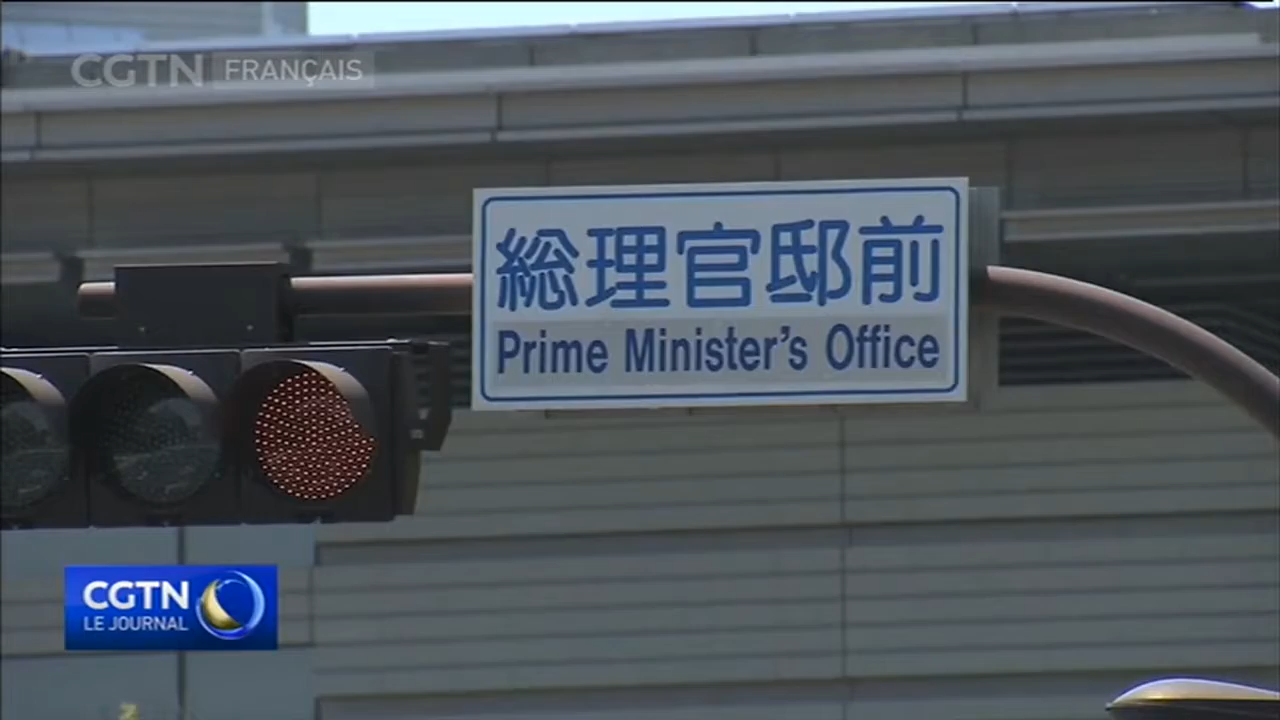 CGTN FRANÇAIS
総理官邸前
Prime Minister's Office
CGTN
LE JOURNAL